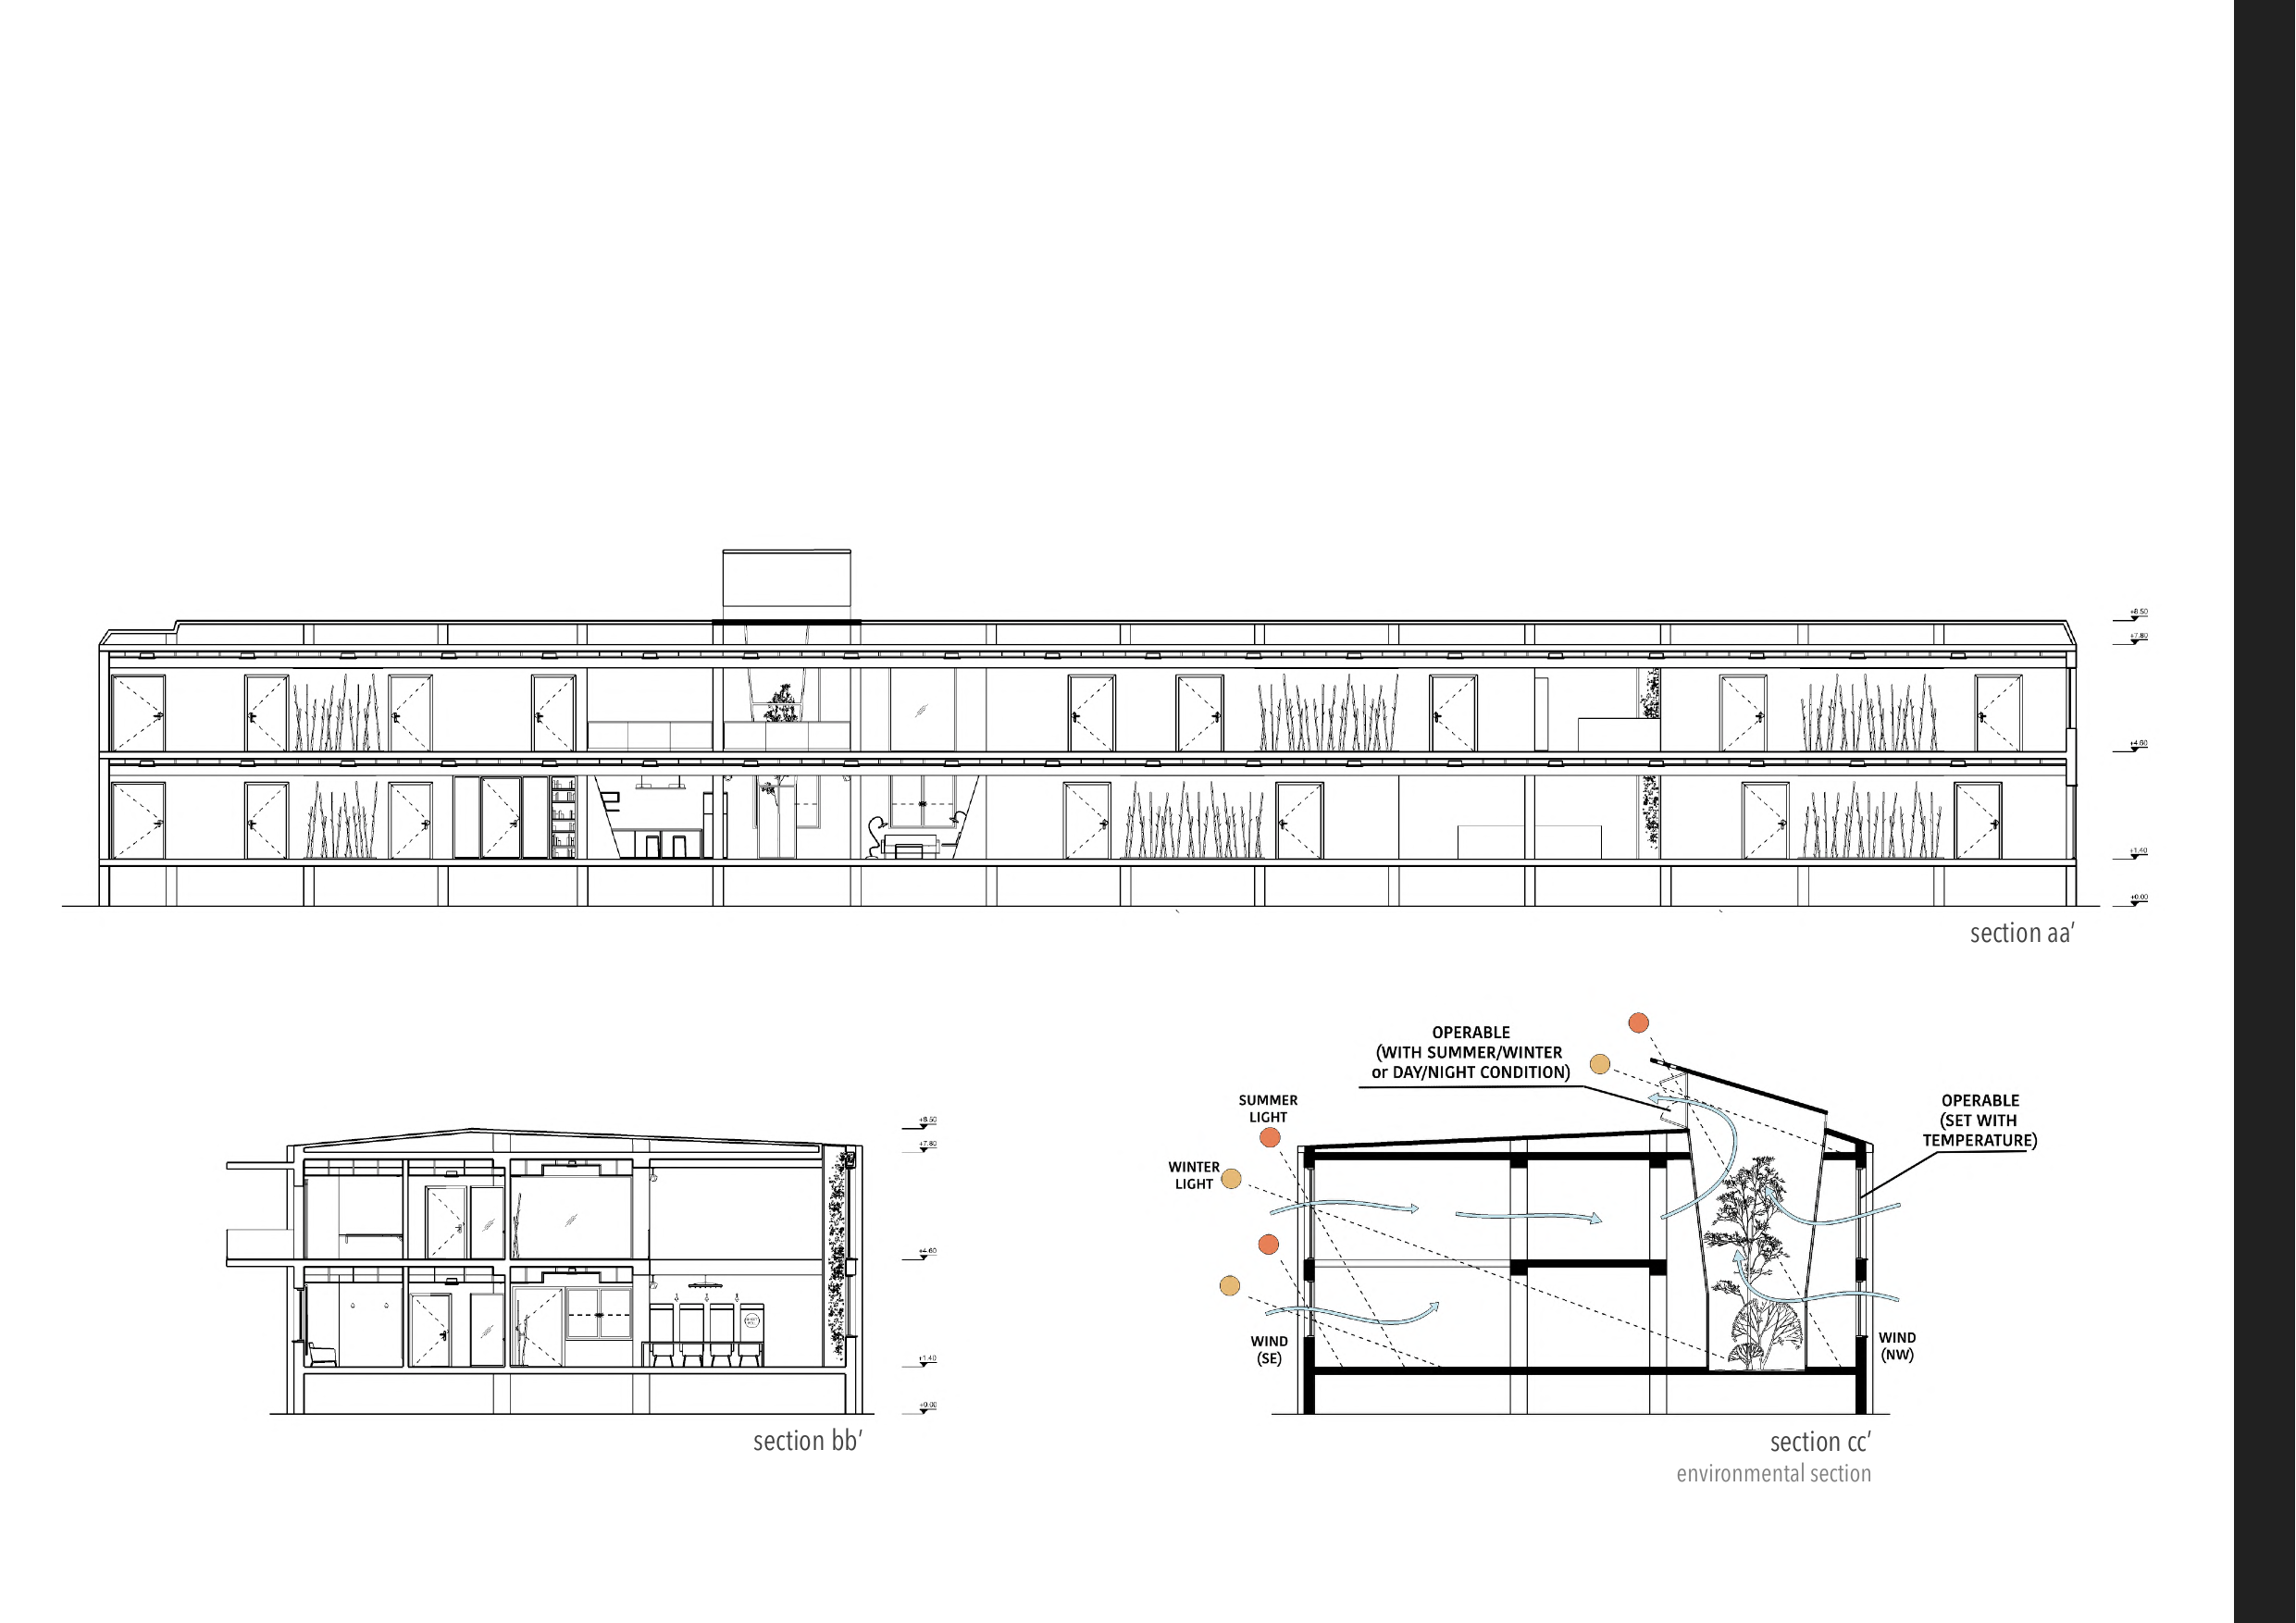 +8.50
+7.80
+4.60
+1.40
+0.00
section aa'
OPERABLE
(WITH SUMMER/WINTER
or DAY/NIGHT CONDITION)
SUMMER
LIGHT
WINTER
LIGHT
OPERABLE
(SET WITH
TEMPERATURE)
WIND
(SE)
WIND
(NW)
+8.50
+7.80
+4.60
+1.40
+0.00
section bb'
section cc'
environmental section